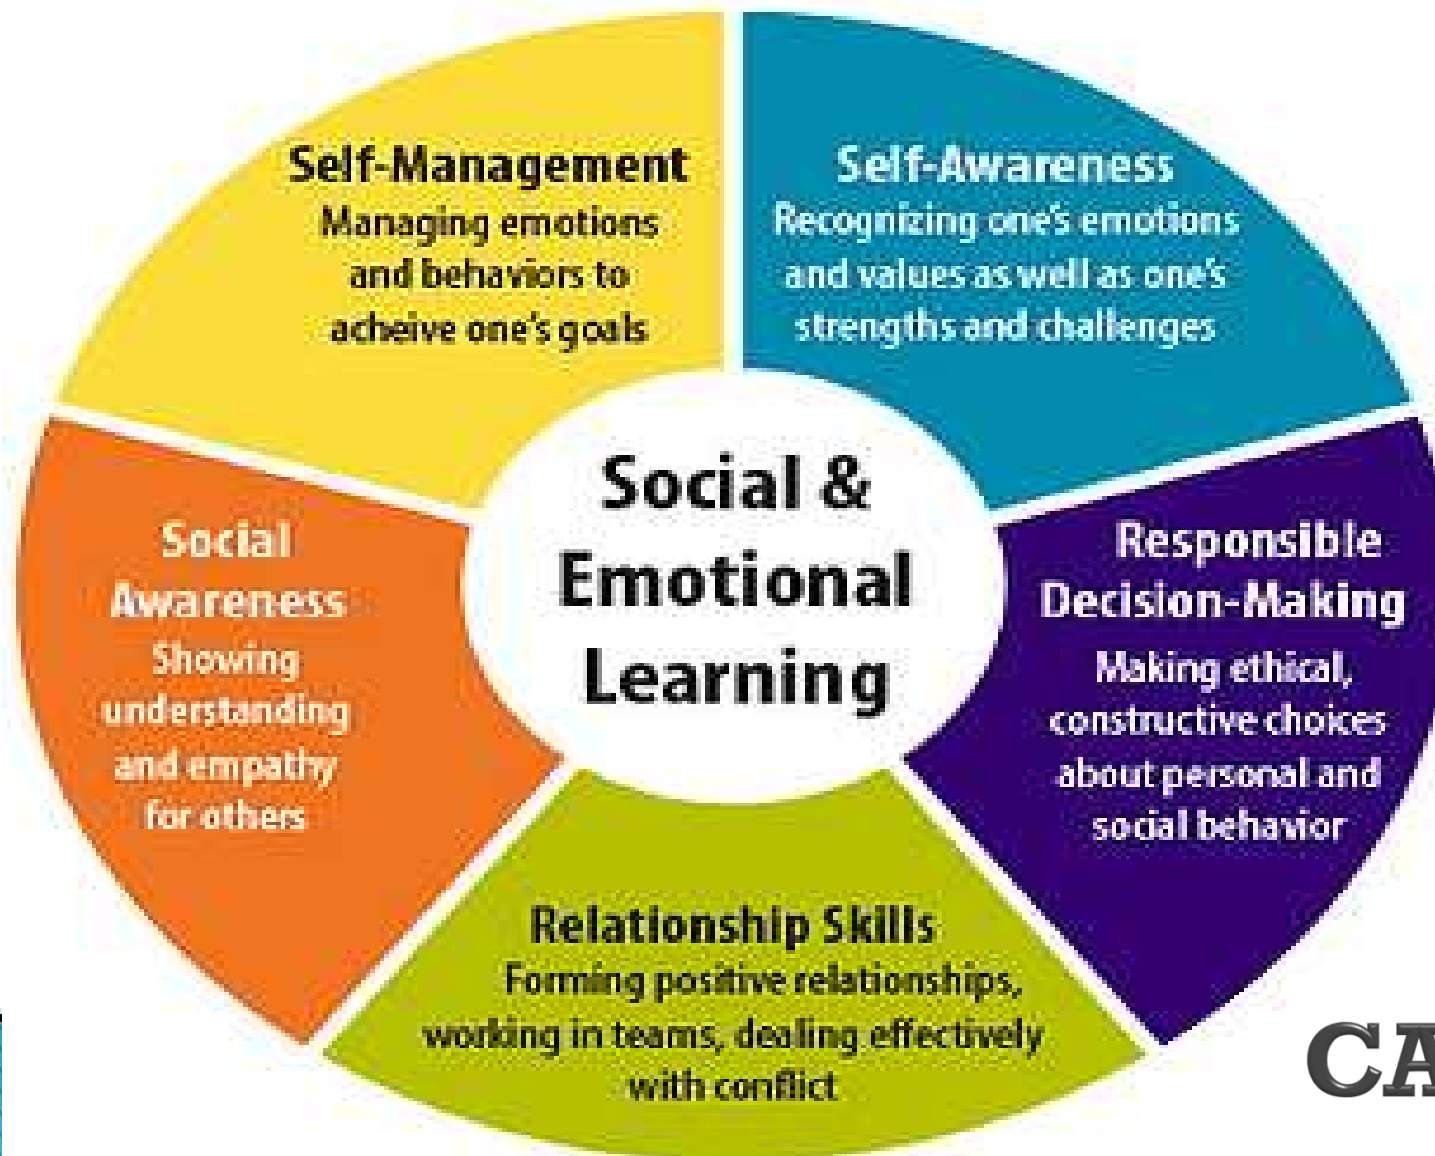 Self-Management
Managing emotions
and behaviors to
acheive one's goals
Self-Awareness
Recognizing one's emotions
and values as well as one's
strengths and challenges
Social &
Emotional
Learning
Social
Awareness
Showing
understanding
and empathy
for others
Responsible
Decision-Making
Making ethical,
constructive choices
about personal and
social behavior
Relationship Skills
Forming positive relationships,
working in teams, dealing effectively
with conflict
CA